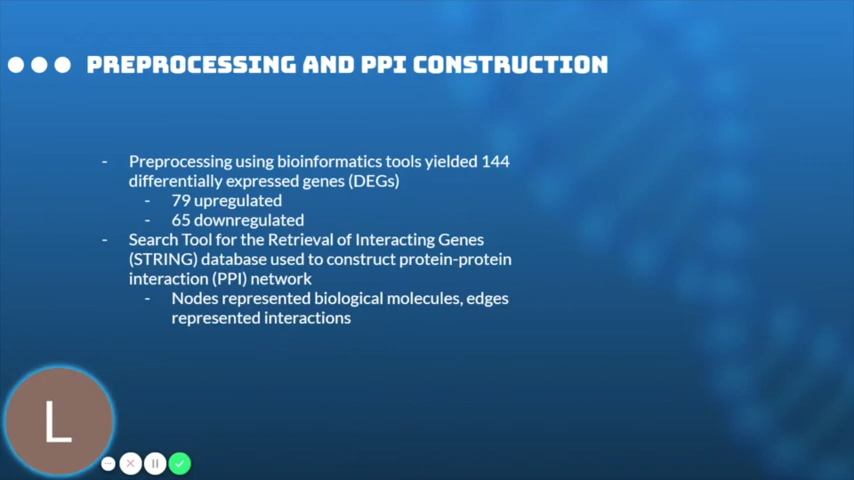 PREPROCESSING AND PPI CONSTRUCTION
- Preprocessing using bioinformatics tools yielded 144
differentially expressed genes (DEGs)
- 79 upregulated
- 65 downregulated
- Search Tool for the Retrieval of Interacting Genes
(STRING) database used to construct protein-protein
interaction (PPI) network
- Nodes represented biological molecules, edges
represented interactions
L